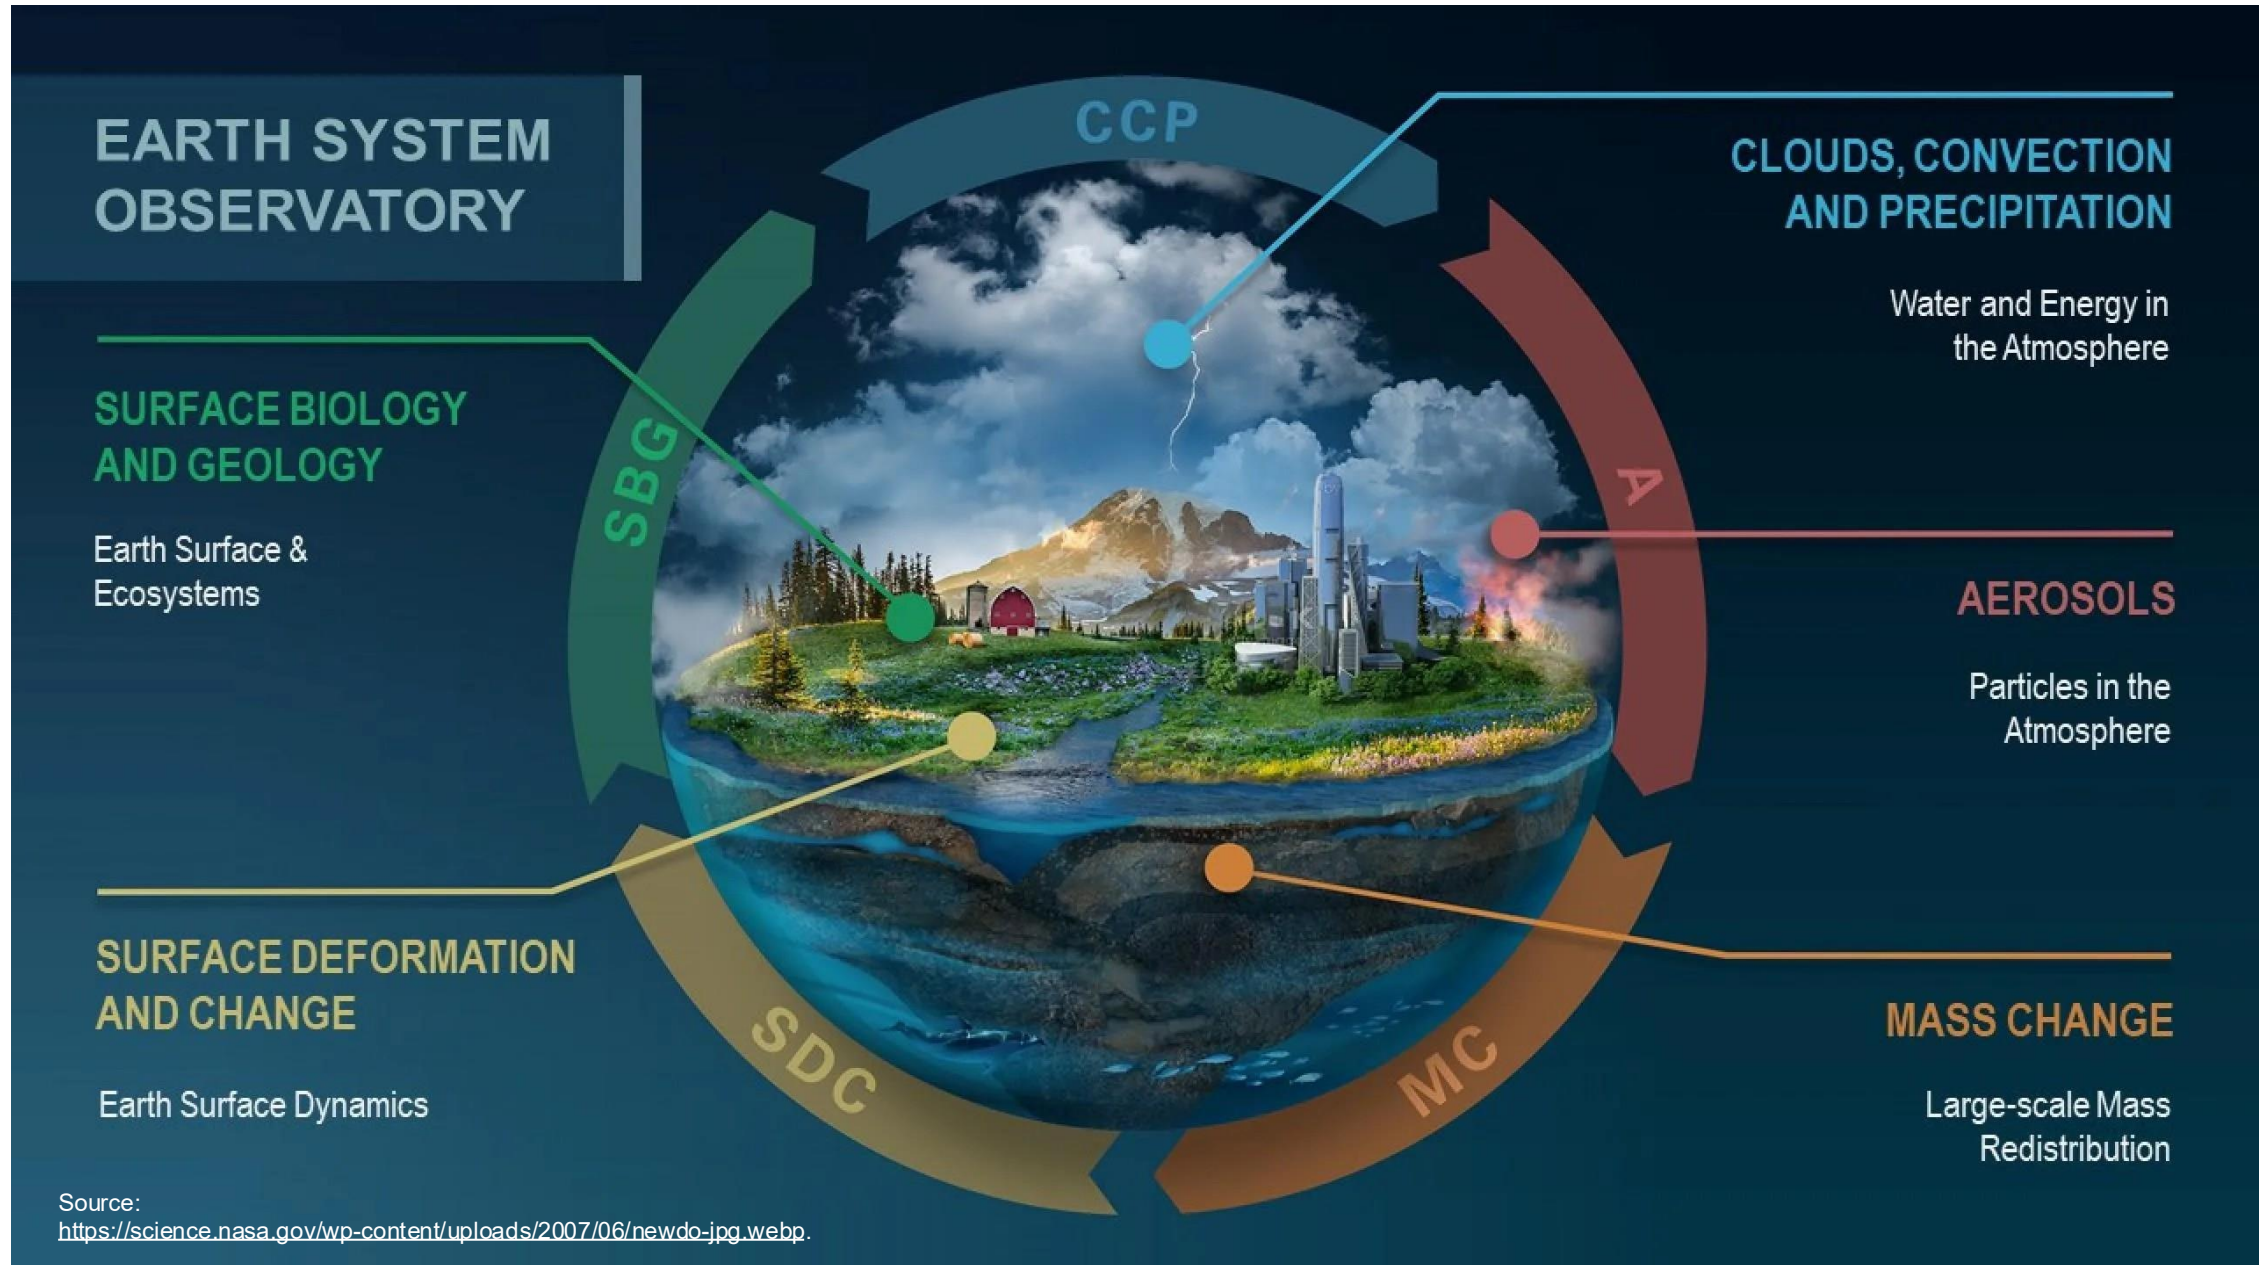 EARTH SYSTEM
OBSERVATORY
CCP
CLOUDS, CONVECTION
AND PRECIPITATION
Water and Energy in
the Atmosphere
SURFACE BIOLOGY
AND GEOLOGY
Earth Surface &
Ecosystems
SBG
A
AEROSOLS
Particles in the
Atmosphere
SURFACE DEFORMATION
AND CHANGE
Earth Surface Dynamics
SDC
MC
MASS CHANGE
Large-scale Mass
Redistribution
Source:
https://science.nasa.gov/wp-content/uploads/2007/06/newdo-jpg.webp.